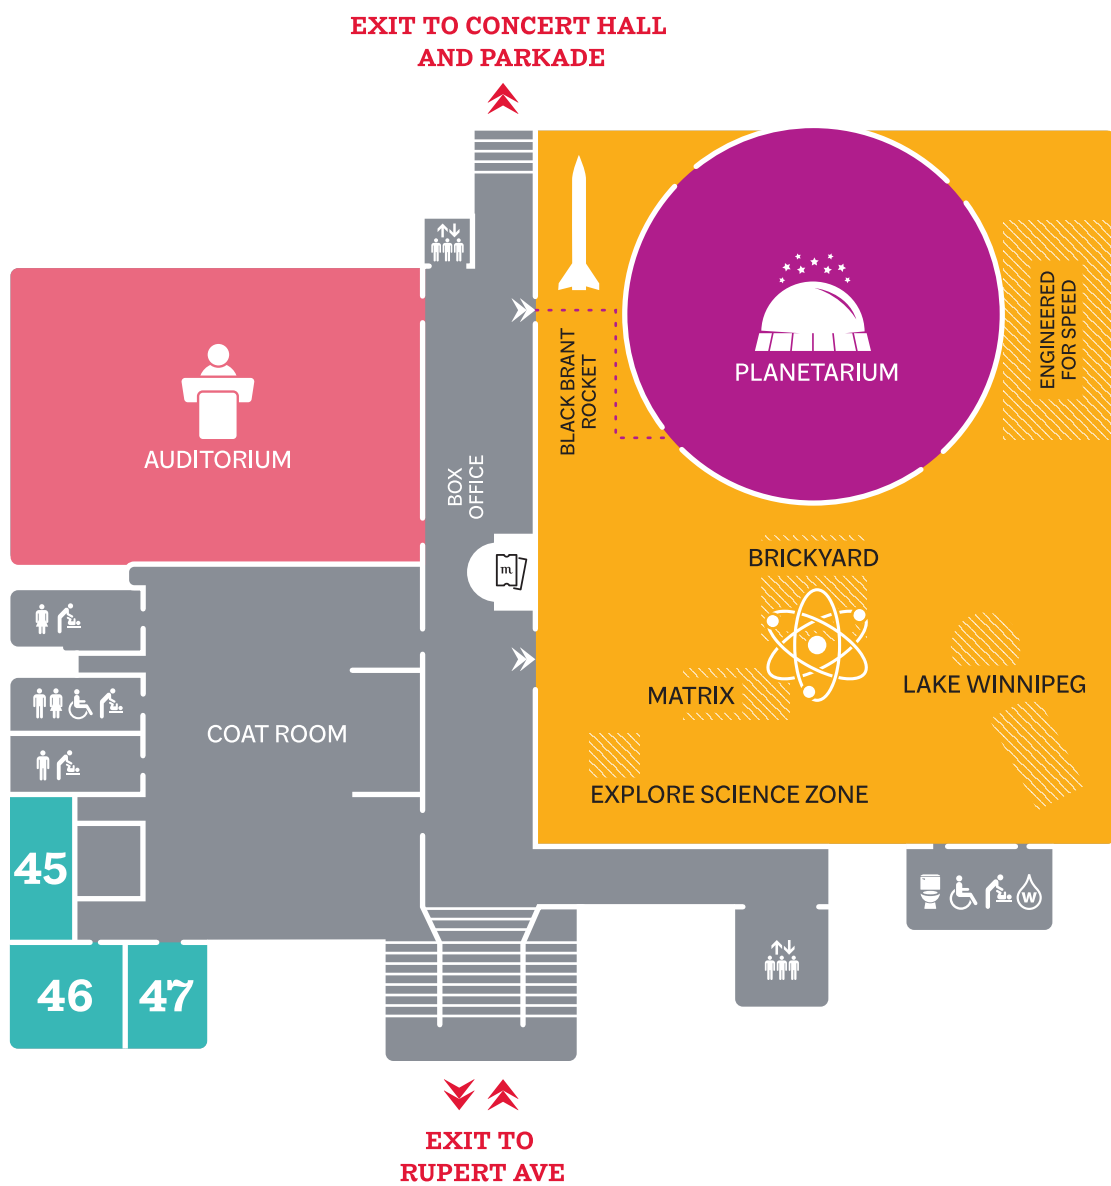 EXIT TO CONCERT HALL
AND PARKADE
ENGINEERED
FOR SPEED
PLANETARIUM
BLACK BRANT
ROCKET
AUDITORIUM
BOX
OFFICE
m
BRICKYARD
LAKE WINNIPEG
MATRIX
COAT ROOM
EXPLORE SCIENCE ZONE
45
W
46
47
EXIT TO
RUPERT AVE